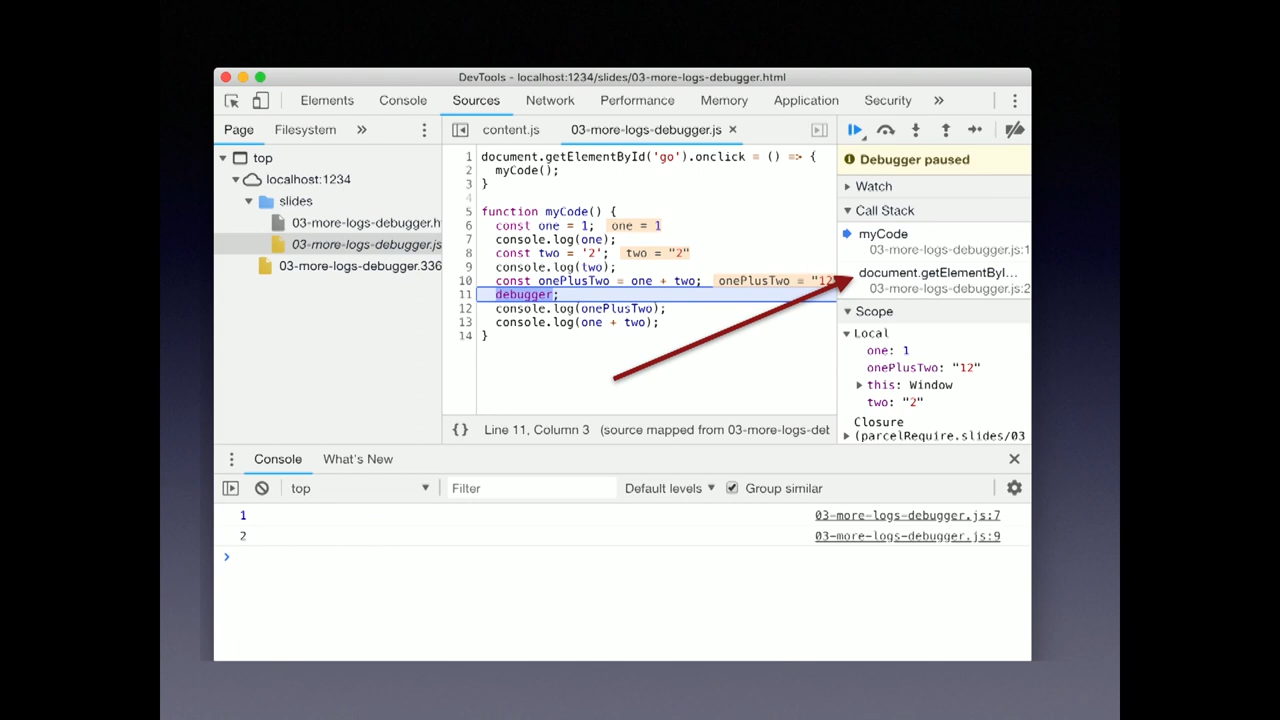 DevTools - localhost:1234/slides/03-more-logs-debugger.html
Elements Console Sources Network Performance Memory Application Security »
Page Filesystem »
content.js 03-more-logs-debugger.js ×
top
localhost:1234
slides
03-more-logs-debugger.h
03-more-logs-debugger.js
03-more-logs-debugger.336
1 document.getElementById('go').onclick = () => {
2 myCode();
3 }
4
5 function myCode() {
6 const one = 1; one = 1
7 console.log(one);
8 const two = '2'; two = "2"
9 console.log(two);
10 const onePlusTwo = one + two; onePlusTwo = "12
11 debugger;
12 console.log(onePlusTwo);
13 console.log(one + two);
14 }
{} Line 11, Column 3 (source mapped from 03-more-logs-det
Debugger paused
Watch
Call Stack
myCode
03-more-logs-debugger.js:1
document.getElementByI...
03-more-logs-debugger.js:2
Scope
Local
one: 1
onePlusTwo: "12"
this: Window
two: "2"
Closure
(parcelRequire.slides/03
Console What's New
top Filter Default levels Group similar
1 03-more-logs-debugger.js:7
2 03-more-logs-debugger.js:9